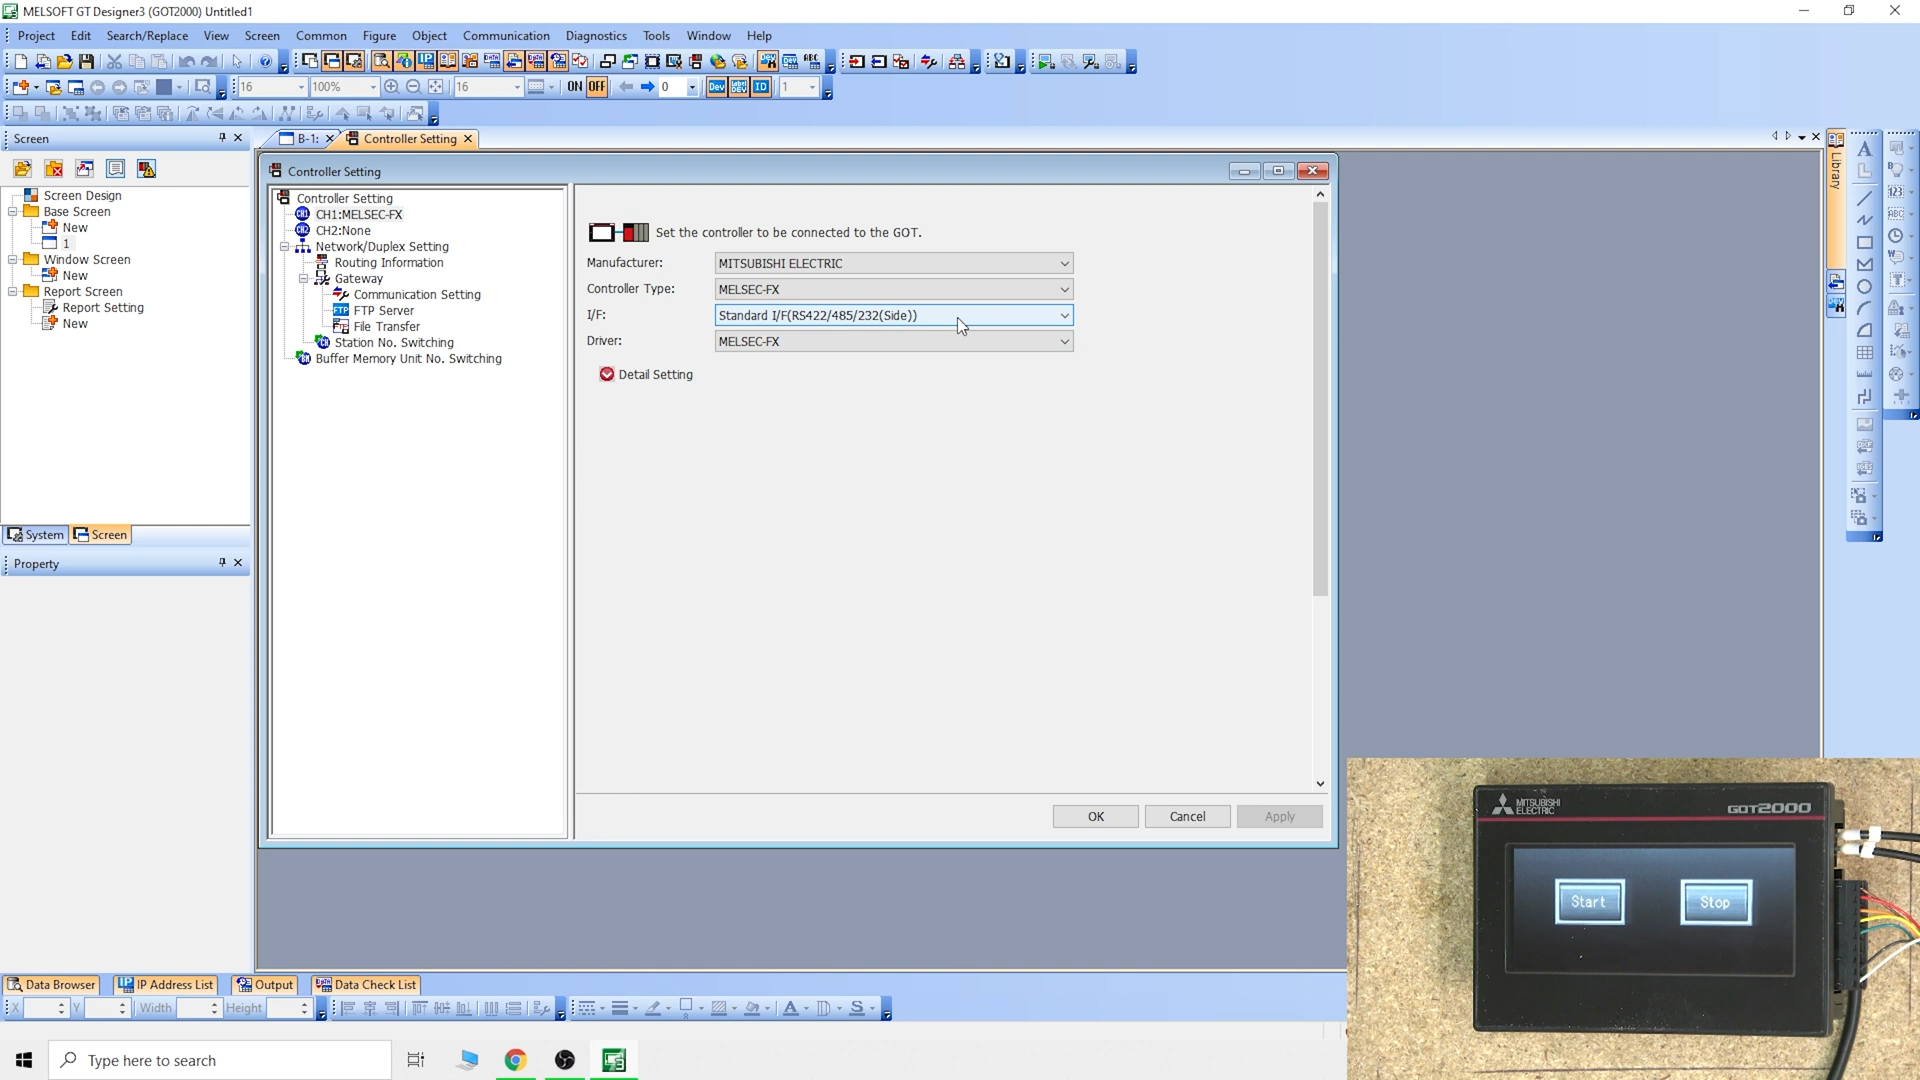 MELSOFT GT Designer3 (GOT2000) Untitled1
Project Edit Search/Replace View Screen Common Figure Object Communication Diagnostics Tools Window Help
16 100% 16 ON OFF 0 Dev ID 1
Screen
B-1: Controller Setting
Library
Controller Setting
Screen Design
Base Screen
New
1
Window Screen
New
Report Screen
Report Setting
New
System Screen
Property
Controller Setting
CH1:MELSEC-FX
CH2:None
Network/Duplex Setting
Routing Information
Gateway
Communication Setting
FTP Server
File Transfer
Station No. Switching
Buffer Memory Unit No. Switching
Set the controller to be connected to the GOT.
Manufacturer: MITSUBISHI ELECTRIC
Controller Type: MELSEC-FX
I/F: Standard I/F(RS422/485/232(Side))
Driver: MELSEC-FX
Detail Setting
OK Cancel Apply
MITSUBISHI
ELECTRIC
GOT2000
Start Stop
Data Browser IP Address List Output Data Check List
X Y Width Height
Type here to search